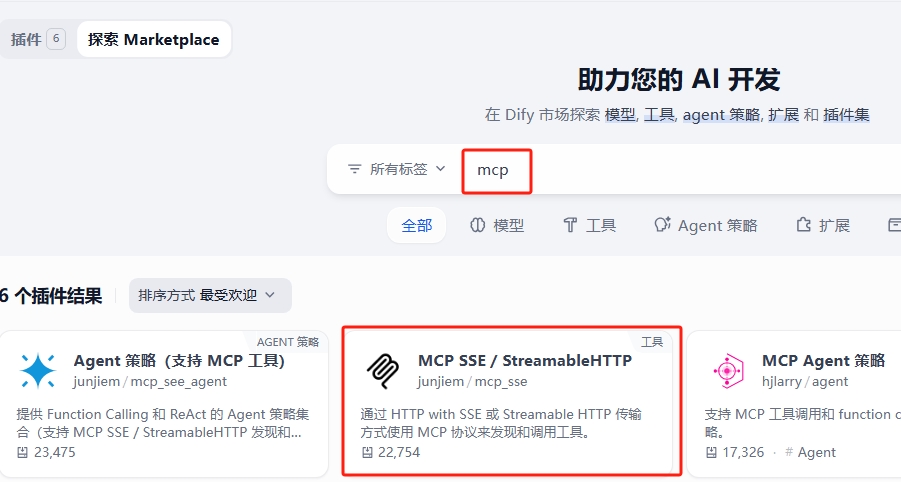 插件 6 探索 Marketplace
助力您的 AI 开发
在 Dify 市场探索 模型, 工具, agent 策略, 扩展 和 插件集
所有标签 mcp
全部 模型 工具 Agent 策略 扩展
6 个插件结果 排序方式 最受欢迎
AGENT 策略
Agent 策略（支持 MCP 工具）
junjiem / mcp_see_agent
提供 Function Calling 和 ReAct 的 Agent 策略集
合（支持 MCP SSE / StreamableHTTP 发现和...
23,475
工具
MCP SSE / StreamableHTTP
junjiem / mcp_sse
通过 HTTP with SSE 或 Streamable HTTP 传输
方式使用 MCP 协议来发现和调用工具。
22,754
MCP Agent 策略
hjlarry / agent
支持 MCP 工具调用和 function c
略。
17,326 · # Agent